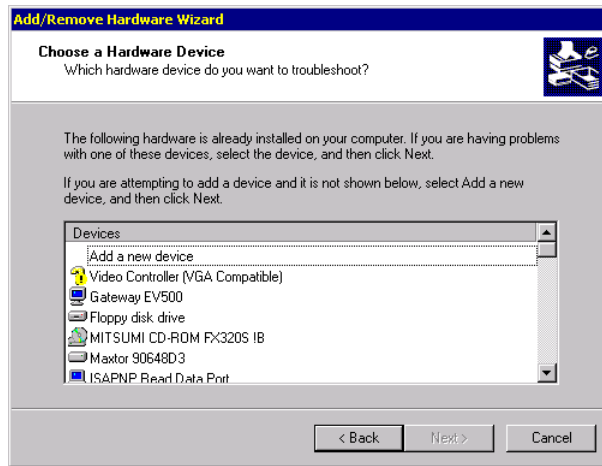 Add/Remove Hardware Wizard
Choose a Hardware Device
Which hardware device do you want to troubleshoot?
The following hardware is already installed on your computer. If you are having problems
with one of these devices, select the device, and then click Next.
If you are attempting to add a device and it is not shown below, select Add a new
device, and then click Next.
Devices
Add a new device
Video Controller (VGA Compatible)
Gateway EV500
Floppy disk drive
MITSUMI CD-ROM FX320S !B
Maxtor 90648D3
ISAPNP Read Data Port
< Back Next > Cancel